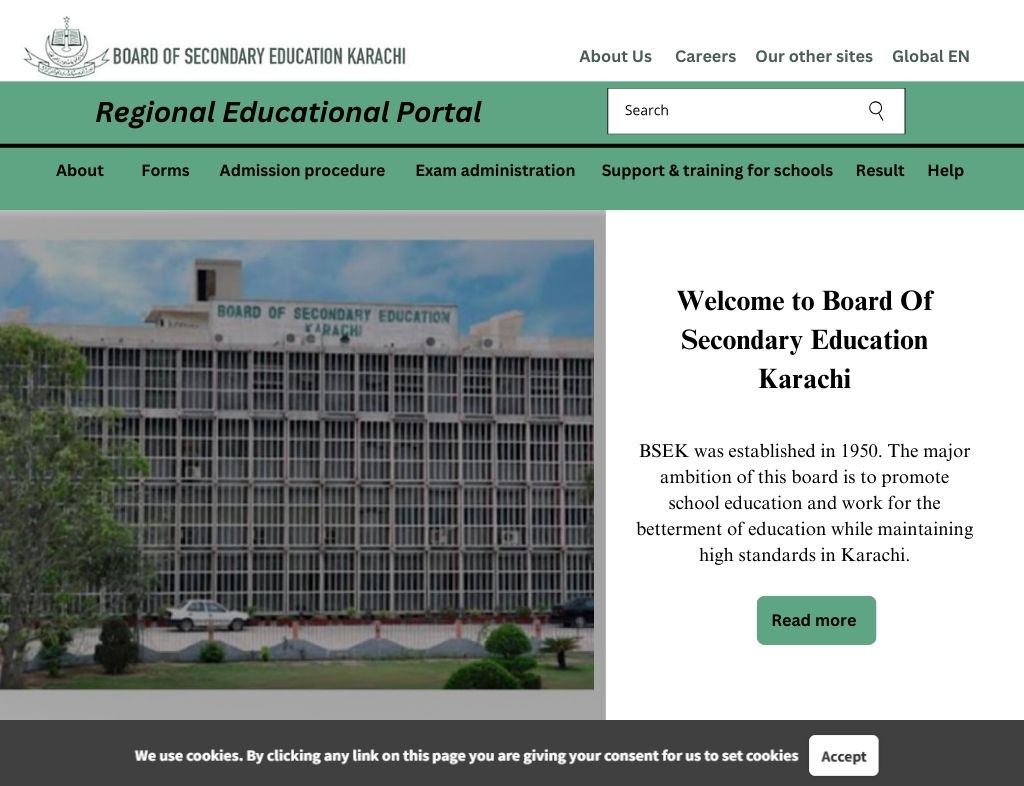 BOARD OF SECONDARY EDUCATION KARACHI
About Us Careers Our other sites Global EN
Regional Educational Portal
Search
About Forms Admission procedure Exam administration Support & training for schools Result Help
BOARD OF SECONDARY EDUCATION
KARACHI
Welcome to Board Of
Secondary Education
Karachi
BSEK was established in 1950. The major
ambition of this board is to promote
school education and work for the
betterment of education while maintaining
high standards in Karachi.
Read more
We use cookies. By clicking any link on this page you are giving your consent for us to set cookies
Accept